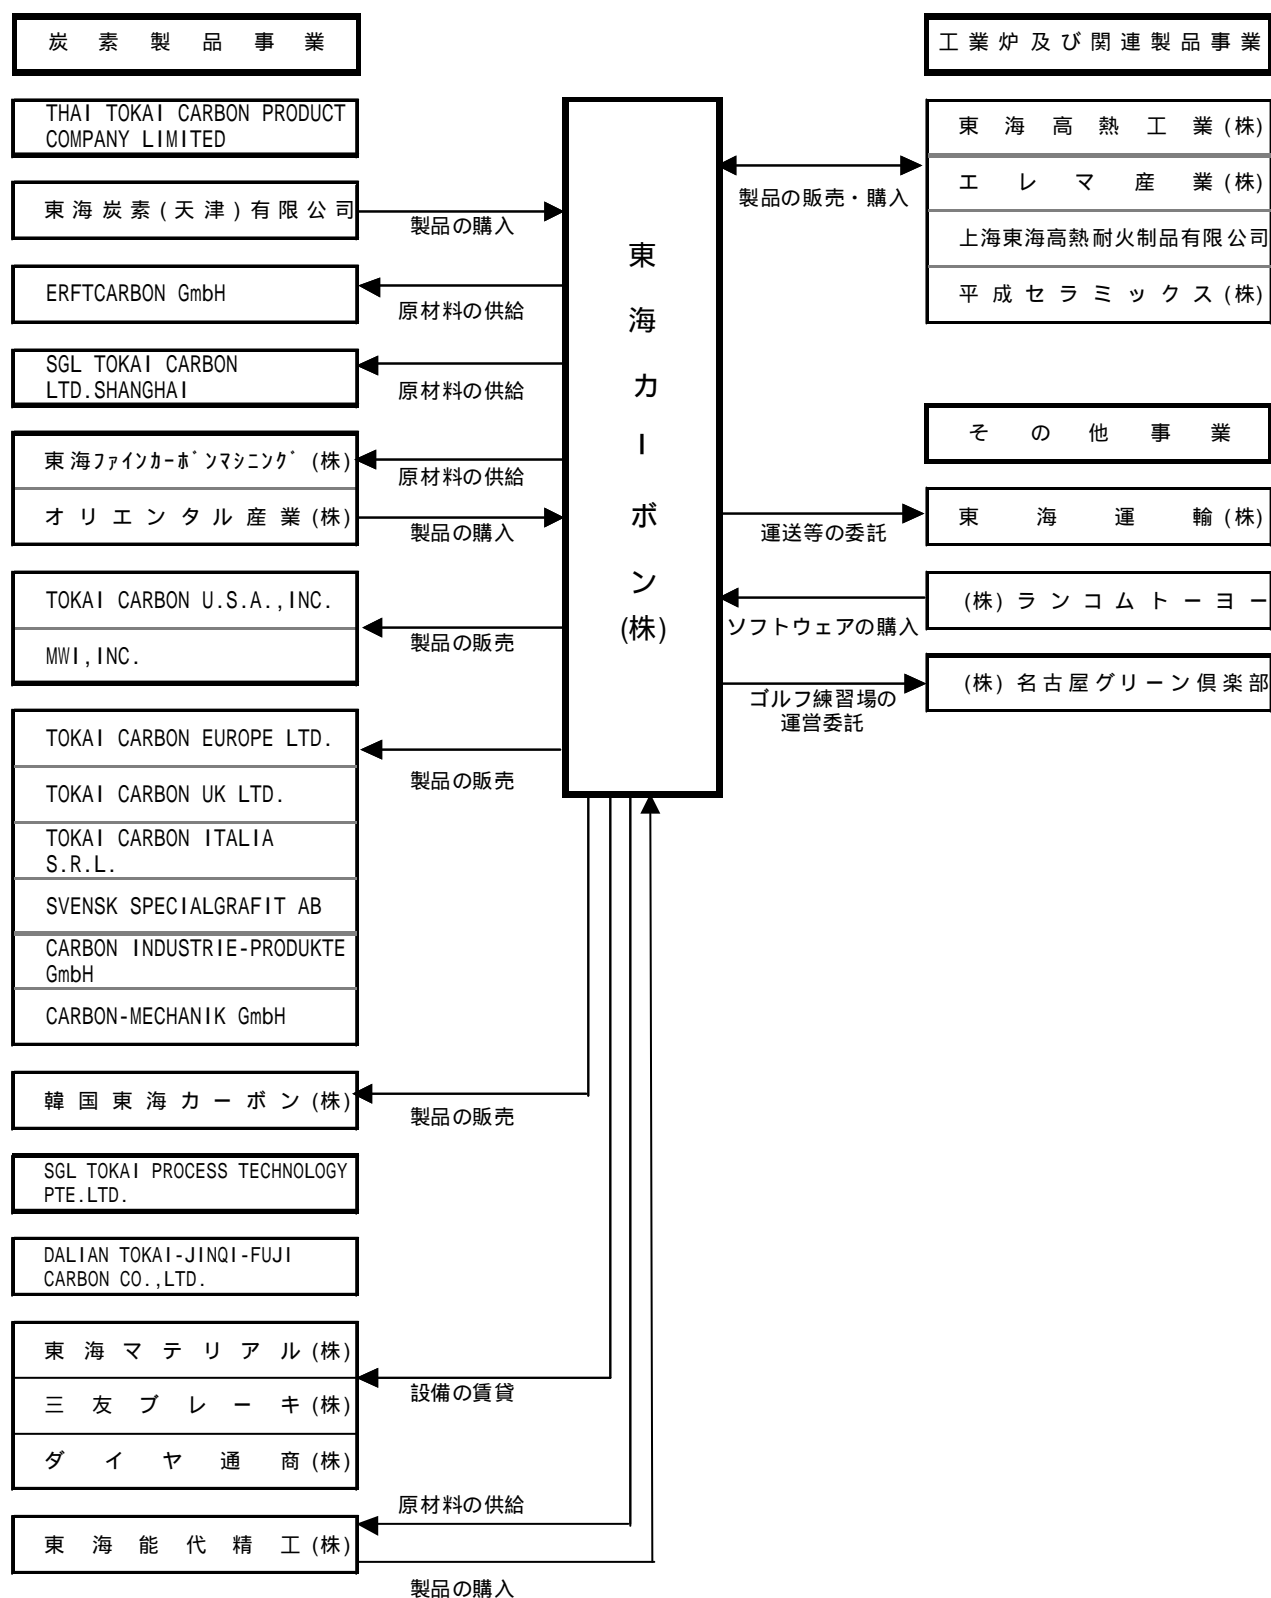 炭素製品事業
THAI TOKAI CARBON PRODUCT
COMPANY LIMITED
東海炭素(天津)有限公司
製品の購入
ERFTCARBON GmbH
原材料の供給
SGL TOKAI CARBON
LTD.SHANGHAI
原材料の供給
東海ﾌｧｲﾝｶｰﾎﾞﾝﾏｼﾆﾝｸﾞ(株)
原材料の供給
オリエンタル産業(株)
製品の購入
TOKAI CARBON U.S.A.,INC.
MWI,INC.
製品の販売
TOKAI CARBON EUROPE LTD.
製品の販売
TOKAI CARBON UK LTD.
TOKAI CARBON ITALIA
S.R.L.
SVENSK SPECIALGRAFIT AB
CARBON INDUSTRIE-PRODUKTE
GmbH
CARBON-MECHANIK GmbH
韓国東海カーボン(株)
製品の販売
SGL TOKAI PROCESS TECHNOLOGY
PTE.LTD.
DALIAN TOKAI-JINQI-FUJI
CARBON CO.,LTD.
東海マテリアル(株)
三友ブレーキ(株)
設備の賃貸
ダイヤ通商(株)
原材料の供給
東海能代精工(株)
製品の購入
東海カーボン(株)
工業炉及び関連製品事業
東海高熱工業(株)
エレマ産業(株)
製品の販売・購入
上海東海高熱耐火制品有限公司
平成セラミックス(株)
その他事業
東海運輸(株)
運送等の委託
(株)ランコムトーヨー
ソフトウェアの購入
(株)名古屋グリーン倶楽部
ゴルフ練習場の
運営委託